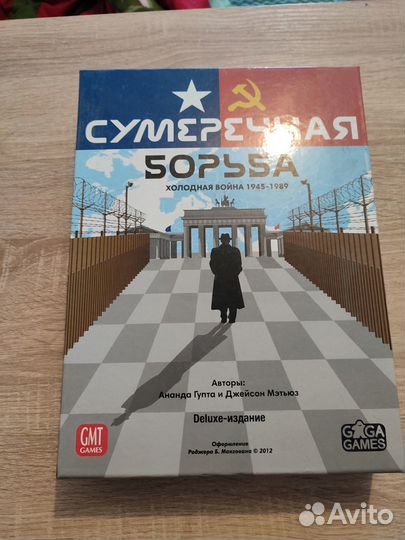 СУМЕРЕЧНАЯ
БОРЬБА
ХОЛОДНАЯ ВОЙНА 1945-1989
Авторы:
Ананда Гупта и Джейсон Мэтьюз
Deluxe-издание
Оформление
Роджера Б. Макгована © 2012
GMT
GAMES
GAGA
GAMES
Avito